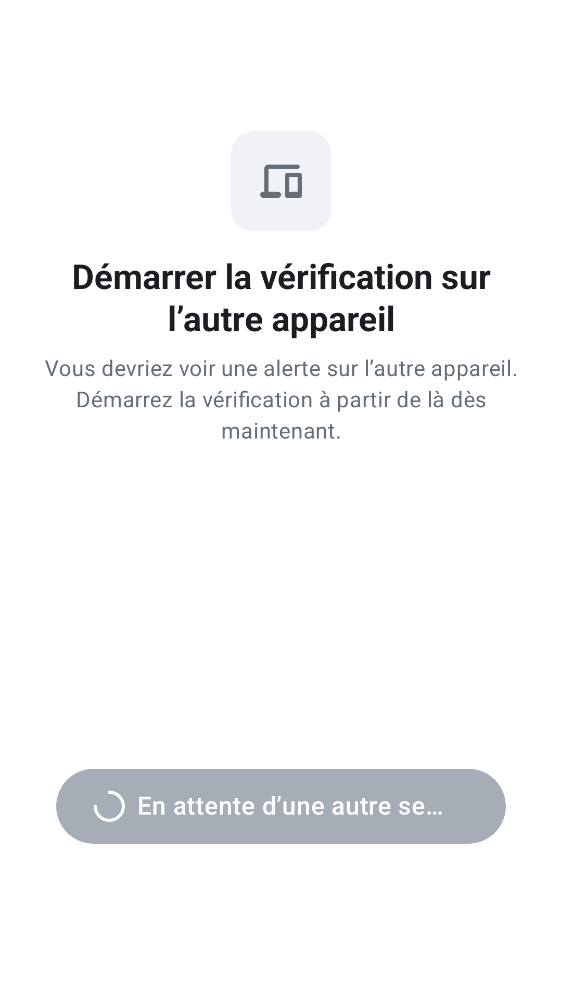 Démarrer la vérification sur
l’autre appareil
Vous devriez voir une alerte sur l’autre appareil.
Démarrez la vérification à partir de là dès
maintenant.
En attente d’une autre se…